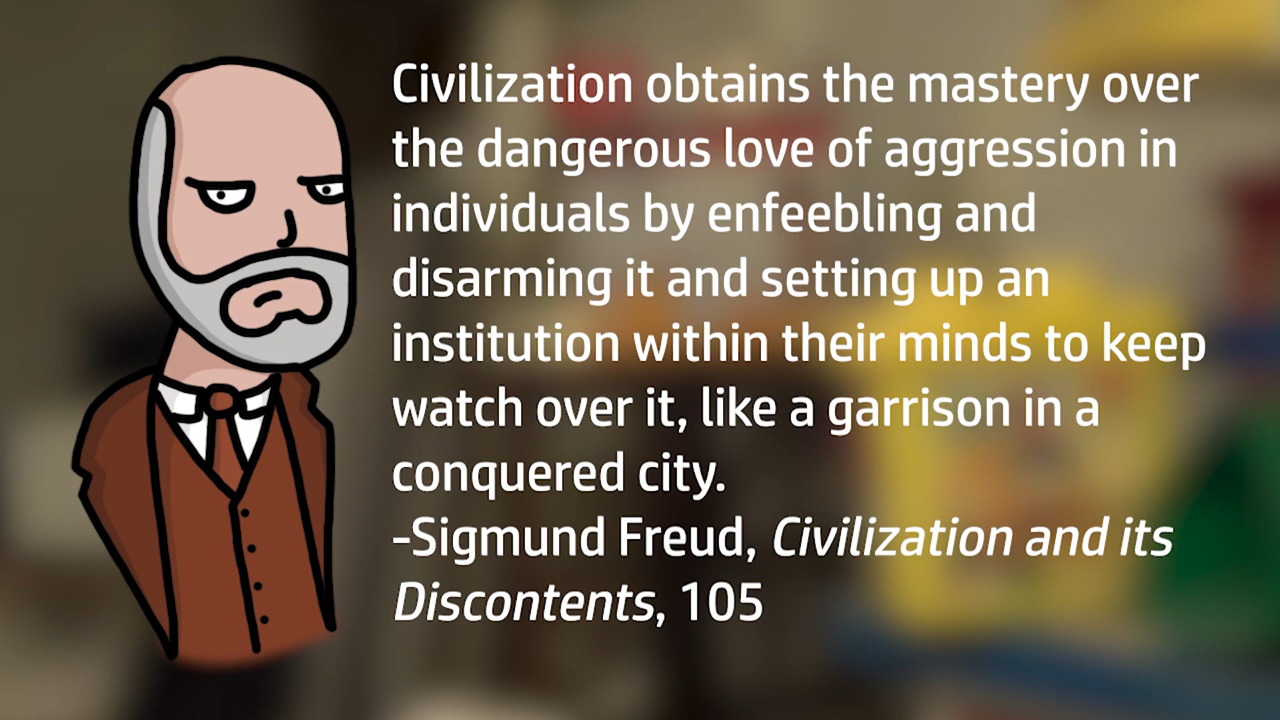 Civilization obtains the mastery over
the dangerous love of aggression in
individuals by enfeebling and
disarming it and setting up an
institution within their minds to keep
watch over it, like a garrison in a
conquered city.
-Sigmund Freud, Civilization and its
Discontents, 105